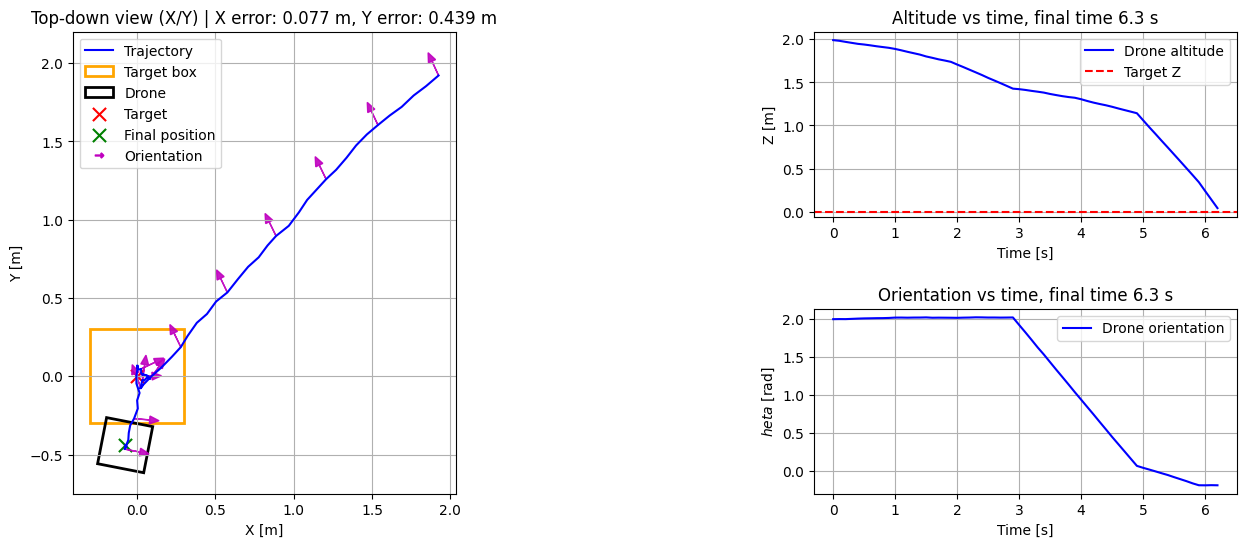 Top-down view (X/Y) | X error: 0.077 m, Y error: 0.439 m
Trajectory
Target box
Drone
Target
Final position
Orientation
2.0
1.5
1.0
0.5
0.0
−0.5
Y [m]
0.0
0.5
1.0
1.5
2.0
X [m]
Altitude vs time, final time 6.3 s
Drone altitude
Target Z
2.0
1.5
1.0
0.5
0.0
Z [m]
0
1
2
3
4
5
6
Time [s]
Orientation vs time, final time 6.3 s
Drone orientation
2.0
1.5
1.0
0.5
0.0
heta [rad]
0
1
2
3
4
5
6
Time [s]